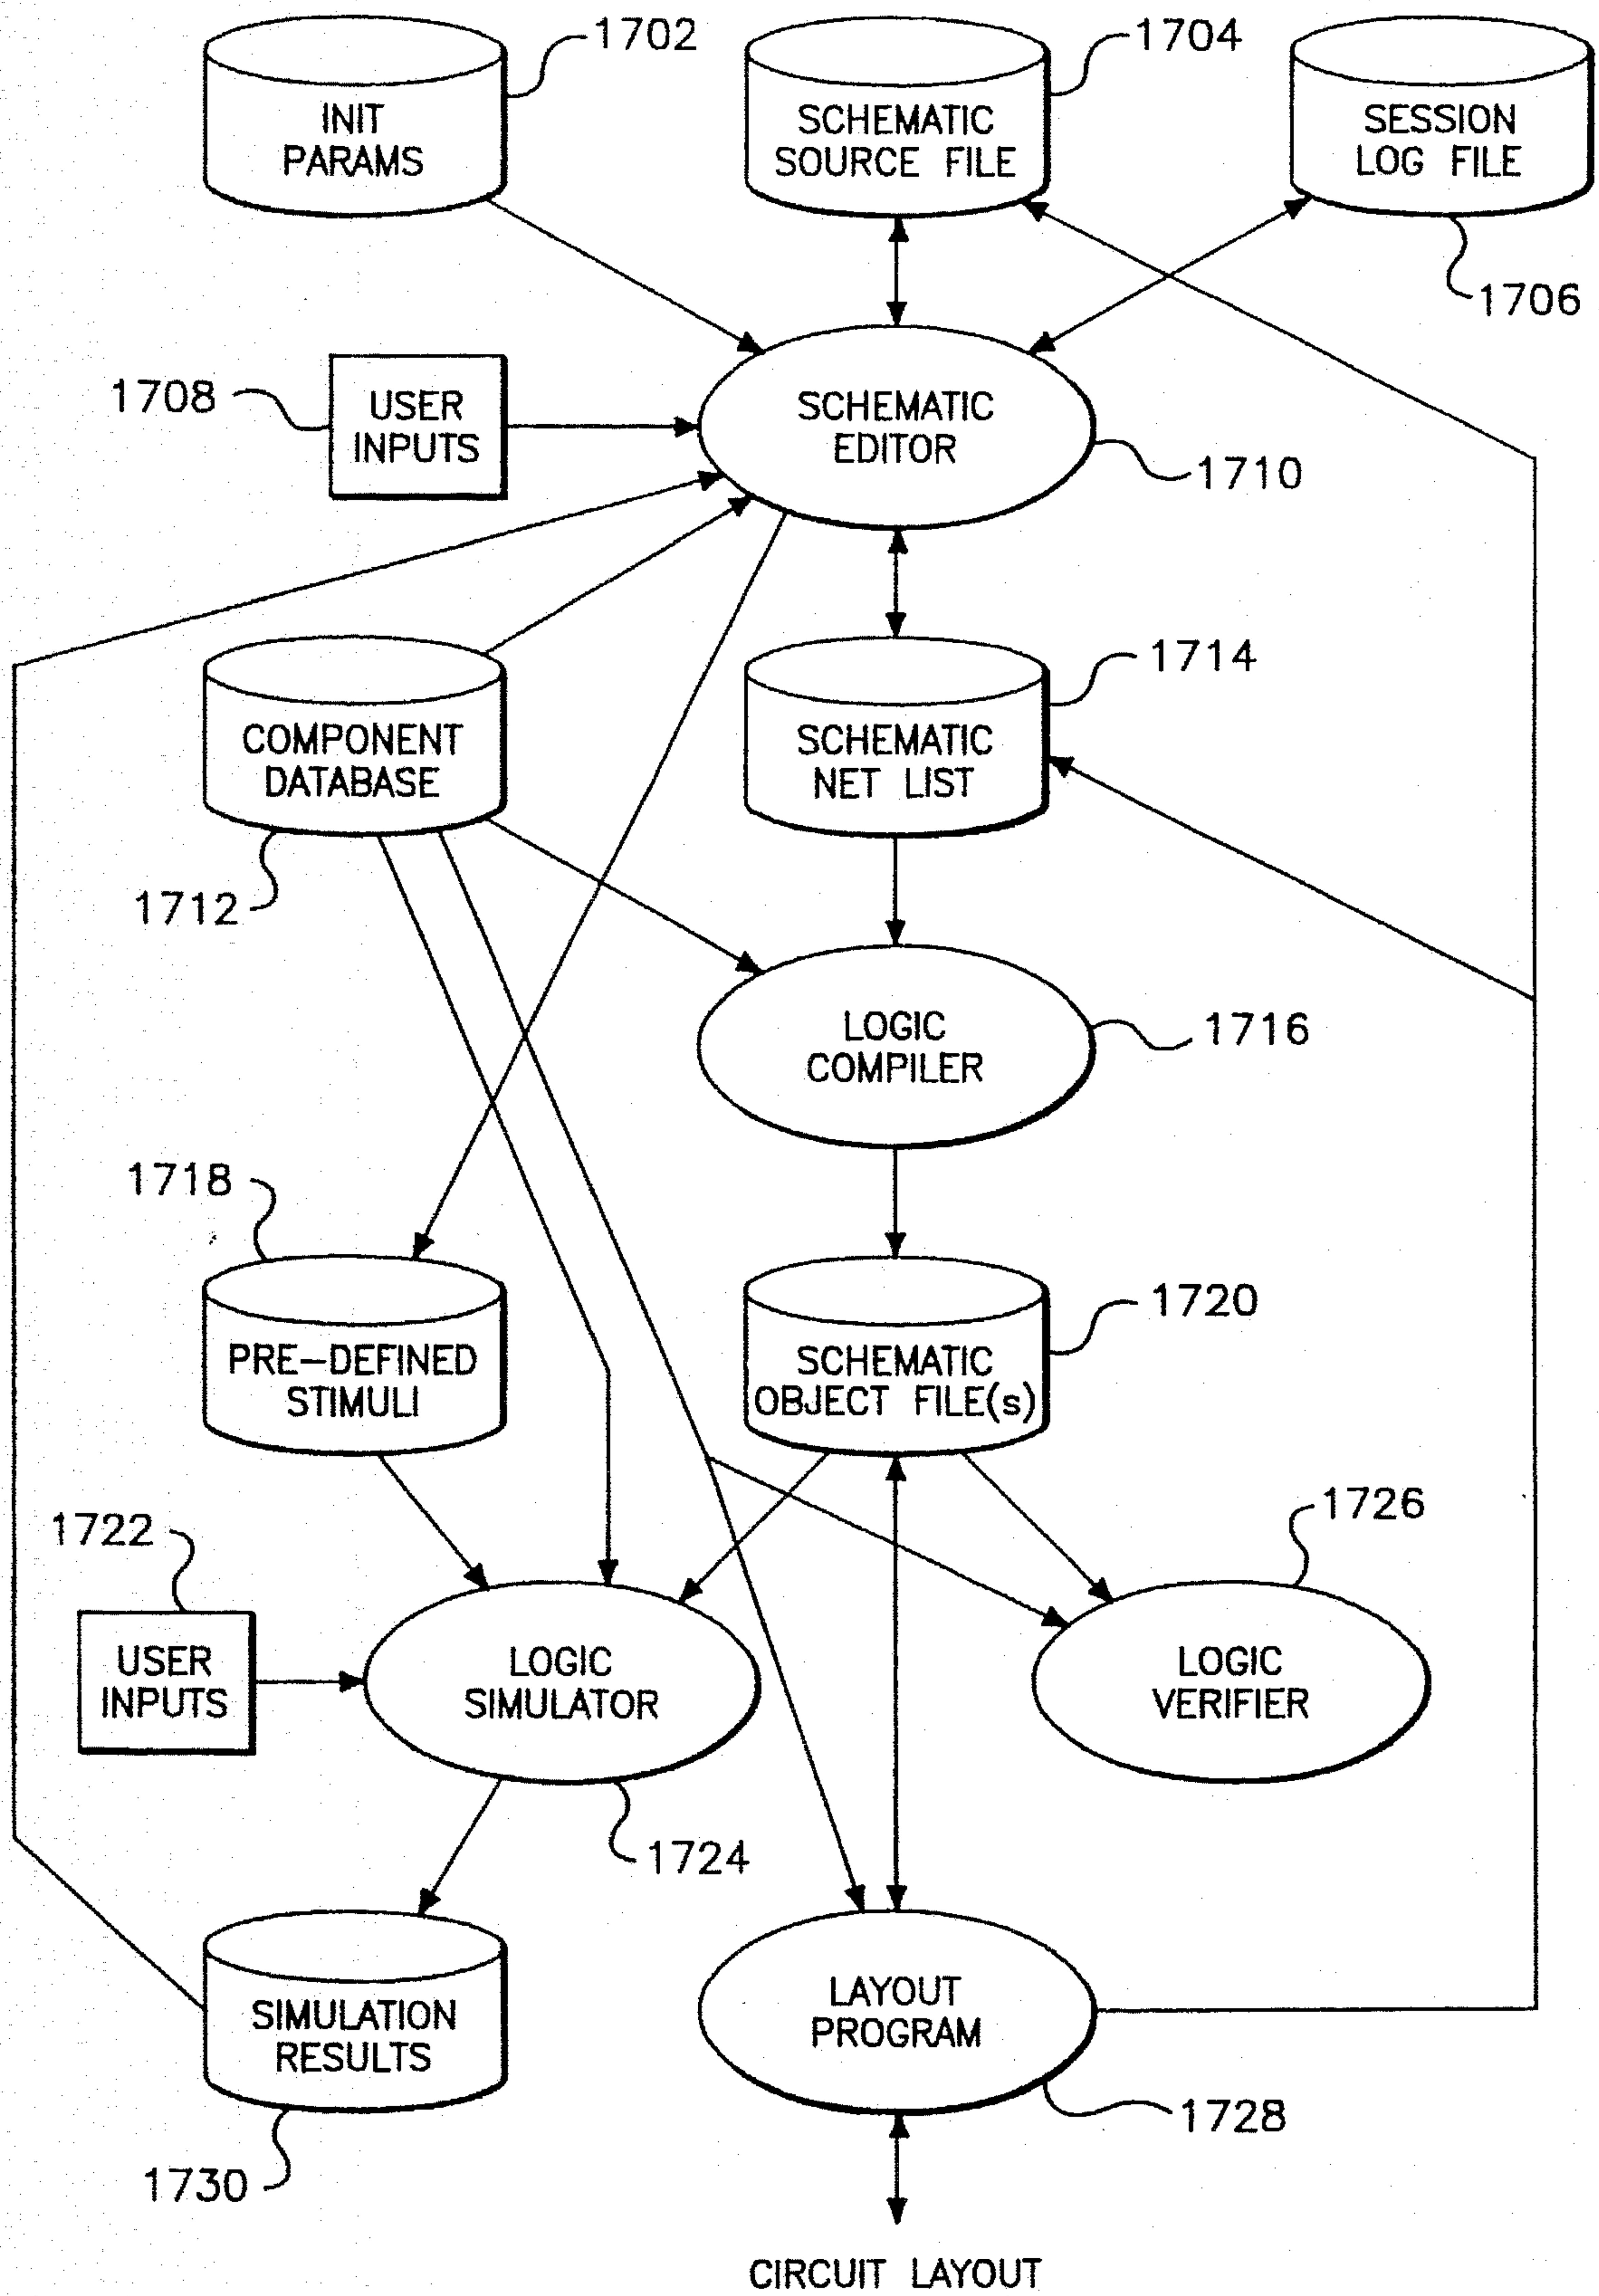 1702
1704
INIT
PARAMS
SCHEMATIC
SOURCE FILE
SESSION
LOG FILE
1706
1708
USER
INPUTS
SCHEMATIC
EDITOR
1710
1714
COMPONENT
DATABASE
SCHEMATIC
NET LIST
1712
LOGIC
COMPILER
1716
1718
1720
PRE-DEFINED
STIMULI
SCHEMATIC
OBJECT FILE(s)
1722
1726
USER
INPUTS
LOGIC
SIMULATOR
LOGIC
VERIFIER
1724
SIMULATION
RESULTS
LAYOUT
PROGRAM
1728
1730
CIRCUIT LAYOUT